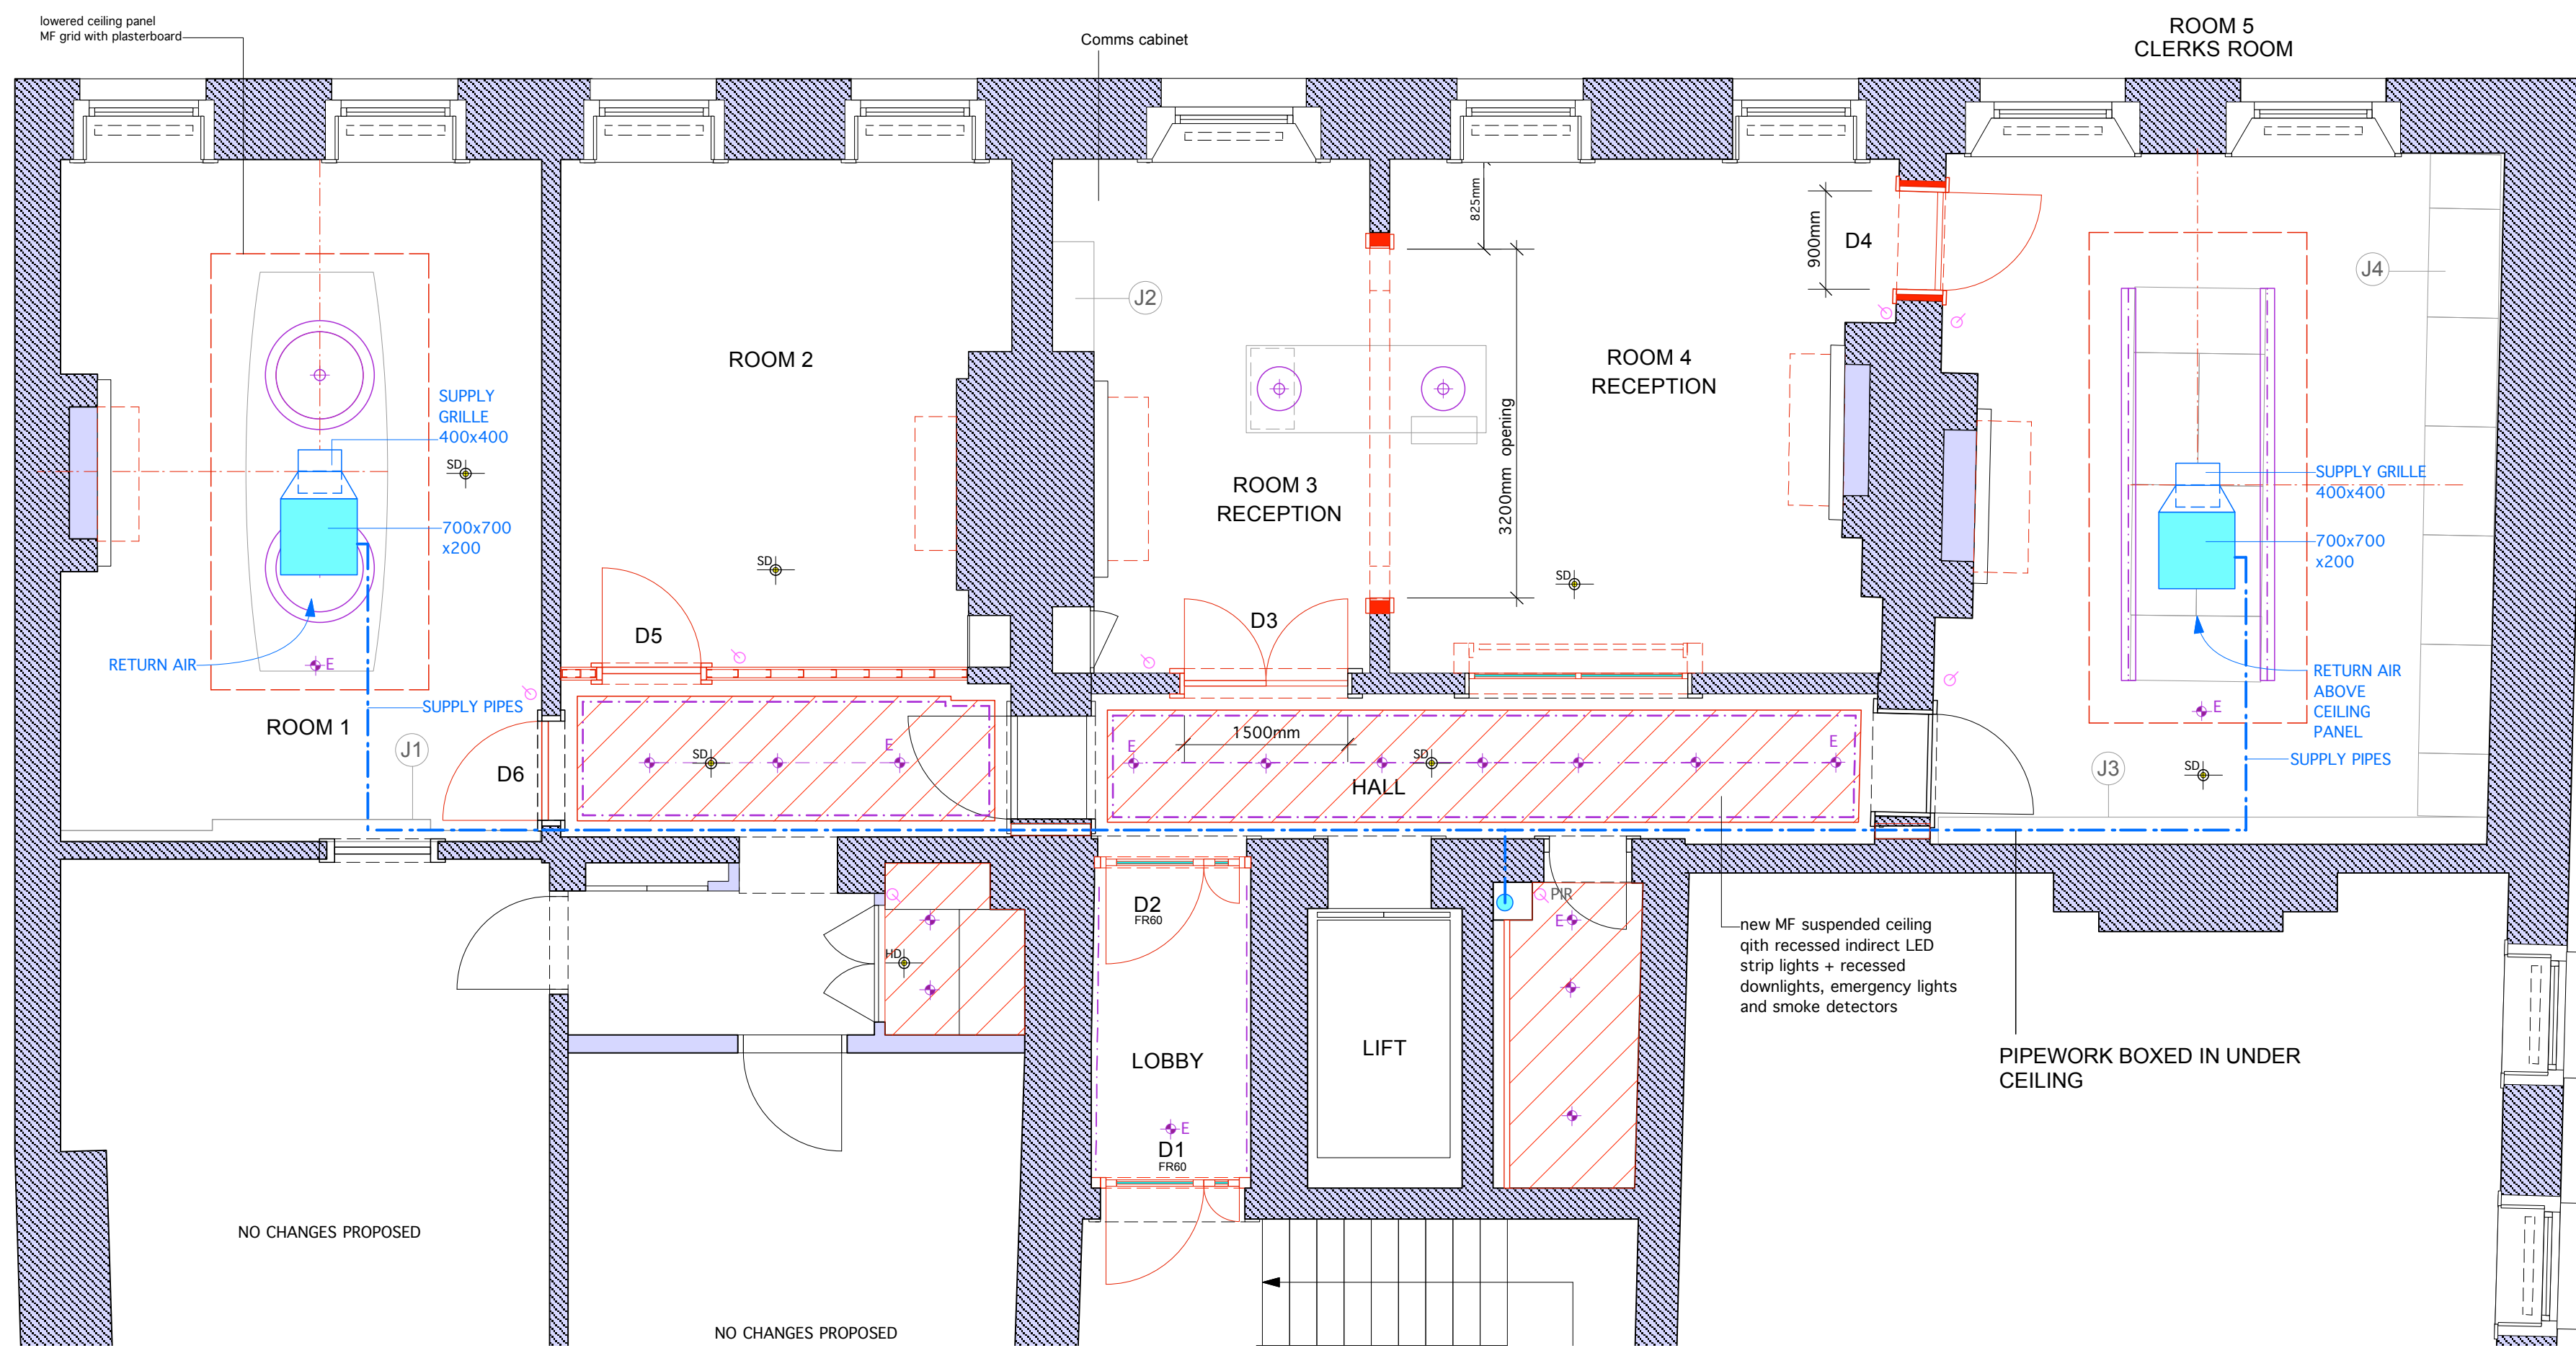 lowered ceiling panel
MF grid with plasterboard
Comms cabinet
ROOM 5
CLERKS ROOM
825mm
900mm
D4
J4
J2
ROOM 2
ROOM 4
RECEPTION
SUPPLY
GRILLE
400x400
SD
700x700
x200
3200mm opening
ROOM 3
RECEPTION
SUPPLY GRILLE
400x400
700x700
x200
SD
SD
D5
D3
RETURN AIR
E
RETURN AIR
ABOVE
CEILING
PANEL
E
SUPPLY PIPES
ROOM 1
J1
D6
SD
E
E
1500mm
SD
E
HALL
J3
SD
SUPPLY PIPES
D2
FR60
PIR
E
HD
new MF suspended ceiling
qith recessed indirect LED
strip lights + recessed
downlights, emergency lights
and smoke detectors
LOBBY
LIFT
PIPEWORK BOXED IN UNDER
CEILING
E
D1
FR60
NO CHANGES PROPOSED
NO CHANGES PROPOSED